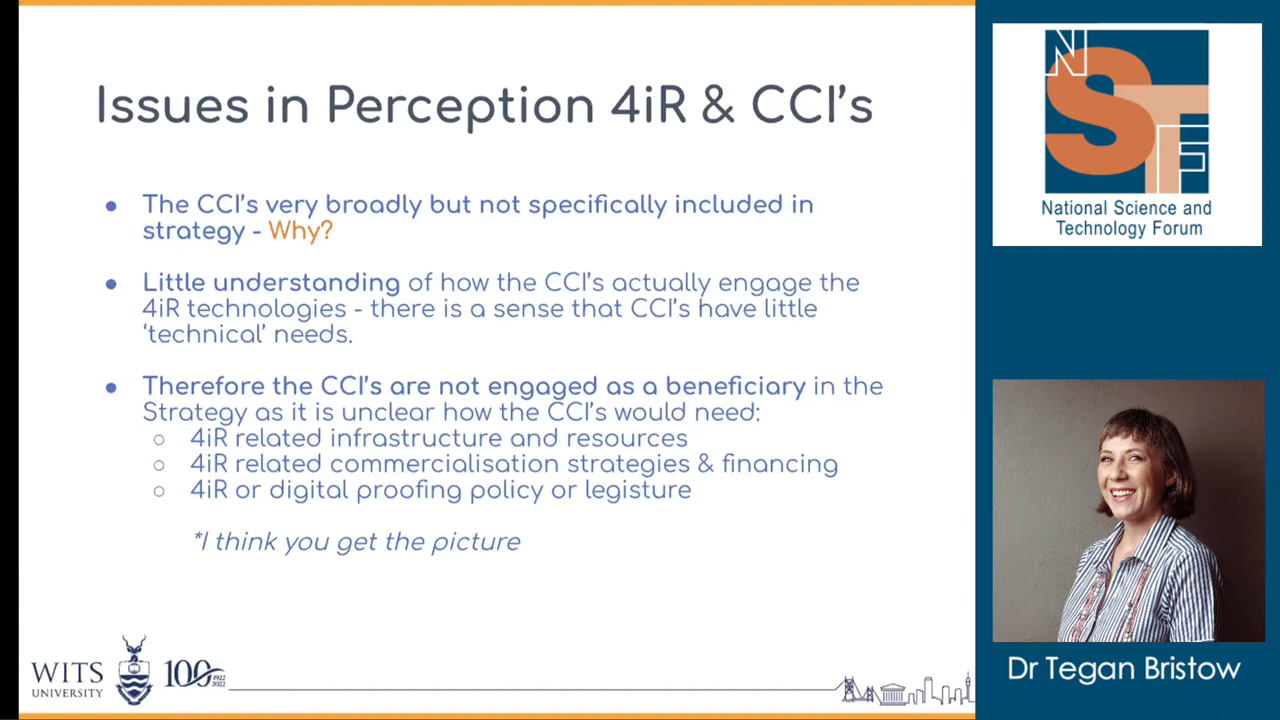 Issues in Perception 4iR & CCI's
The CCI's very broadly but not specifically included in
strategy - Why?
Little understanding of how the CCI's actually engage the
4iR technologies - there is a sense that CCI's have little
'technical' needs.
Therefore the CCI's are not engaged as a beneficiary in the
Strategy as it is unclear how the CCI's would need:
4iR related infrastructure and resources
4iR related commercialisation strategies & financing
4iR or digital proofing policy or legisture
*I think you get the picture
WITS
UNIVERSITY
100
1922
2022
NSTF
National Science and
Technology Forum
Dr Tegan Bristow